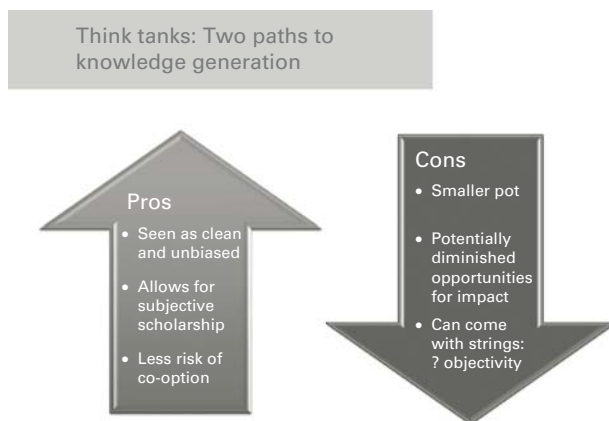 Think tanks: Two paths to
knowledge generation
Pros
• Seen as clean
and unbiased
• Allows for
subjective
scholarship
• Less risk of
co-option
Cons
• Smaller pot
• Potentially
diminished
opportunities
for impact
• Can come
with strings:
? objectivity